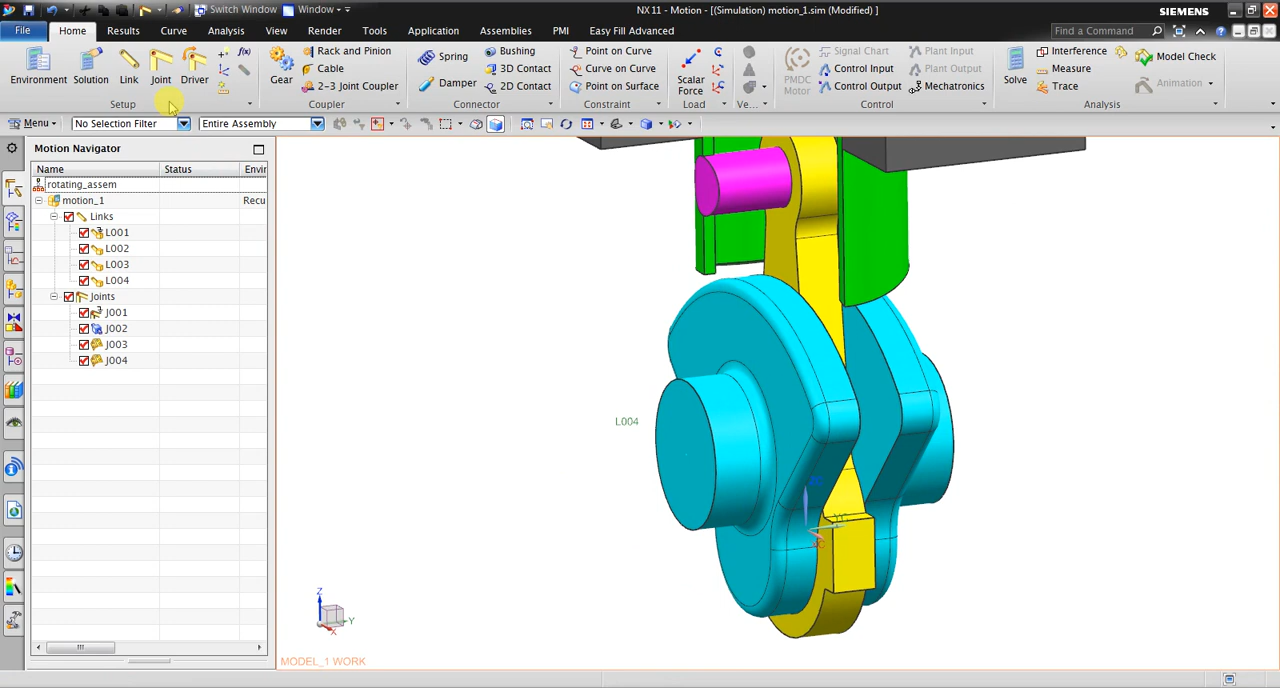 NX 11 - Motion - [(Simulation) motion_1.sim (Modified) ]
Switch Window
Window
SIEMENS
File
Home
Results
Curve
Analysis
View
Render
Tools
Application
Assemblies
PMI
Easy Fill Advanced
Find a Command
Environment
Solution
Link
Joint
Driver
f(x)
Gear
Rack and Pinion
Cable
2-3 Joint Coupler
Spring
Damper
Bushing
3D Contact
2D Contact
Point on Curve
Curve on Curve
Point on Surface
Scalar Force
PMDC Motor
Signal Chart
Control Input
Control Output
Plant Input
Plant Output
Mechatronics
Solve
Interference
Measure
Trace
Model Check
Animation
Setup
Coupler
Connector
Constraint
Load
Ve...
Control
Analysis
Menu
No Selection Filter
Entire Assembly
Motion Navigator
Name
Status
Envir
rotating_assem
motion_1
Recu
Links
L001
L002
L003
L004
Joints
J001
J002
J003
J004
L004
YC
Z
Y
X
MODEL_1 WORK